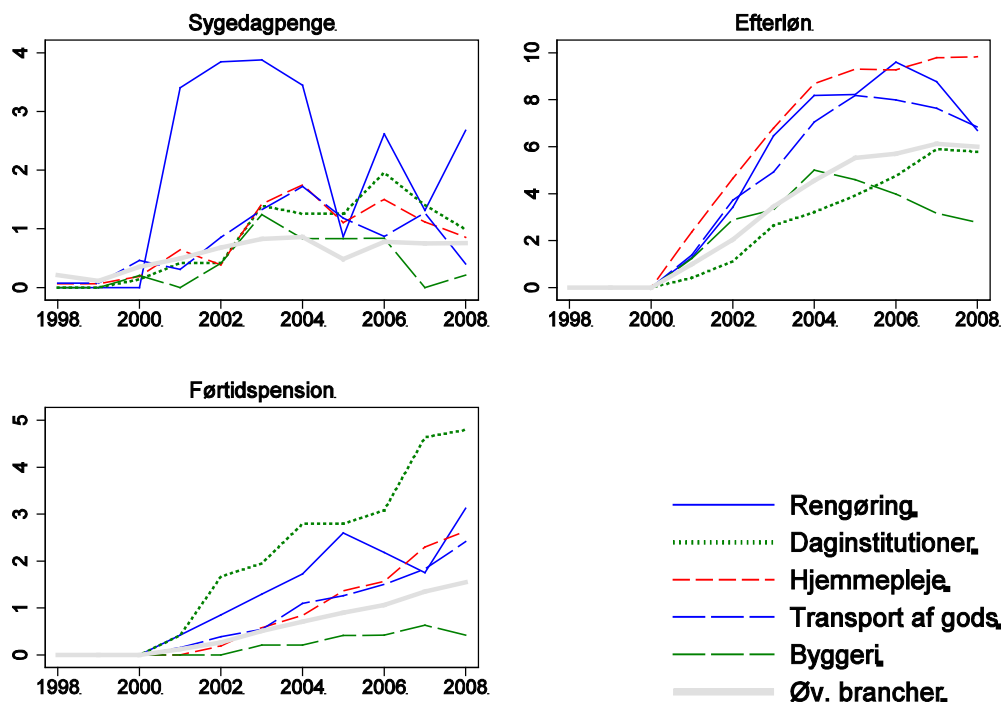 Sygedagpenge.
4
3
2
1
0
1998. 2000. 2002. 2004. 2006. 2008.
Efterløn.
10
8
6
4
2
0
1998. 2000. 2002. 2004. 2006. 2008.
Førtidspension.
5
4
3
2
1
0
1998. 2000. 2002. 2004. 2006. 2008.
Rengøring.
Daginstitutioner.
Hjemmepleje.
Transport af gods.
Byggeri.
Øv. brancher.